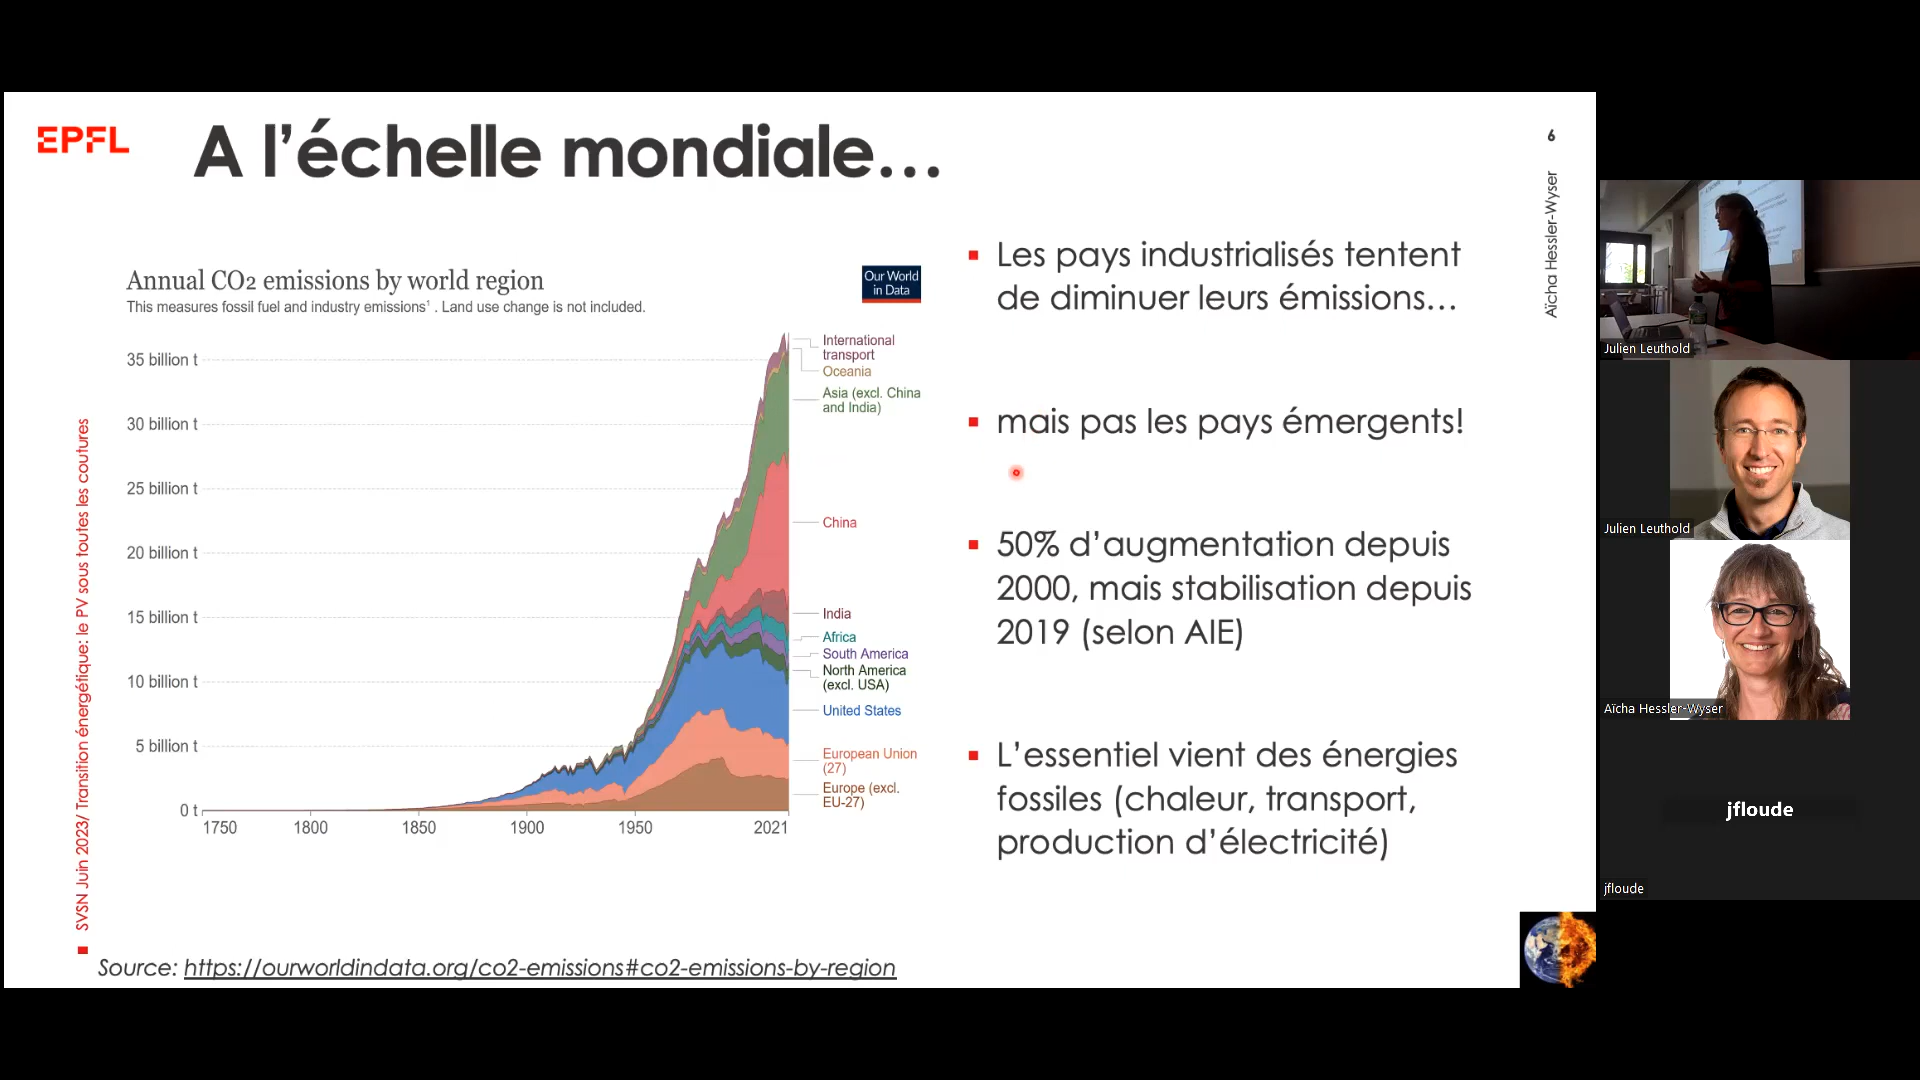 EPFL
A l’échelle mondiale…
6
Aïcha Hessler-Wyser
SVSN Juin 2023/ Transition énergétique: le PV sous toutes les coutures
Annual CO2 emissions by world region
This measures fossil fuel and industry emissions¹ . Land use change is not included.
Our World
in Data
35 billion t
30 billion t
25 billion t
20 billion t
15 billion t
10 billion t
5 billion t
0 t
1750
1800
1850
1900
1950
2021
International
transport
Oceania
Asia (excl. China
and India)
China
India
Africa
South America
North America
(excl. USA)
United States
European Union
(27)
Europe (excl.
EU-27)
Les pays industrialisés tentent
de diminuer leurs émissions…
mais pas les pays émergents!
50% d’augmentation depuis
2000, mais stabilisation depuis
2019 (selon AIE)
L’essentiel vient des énergies
fossiles (chaleur, transport,
production d’électricité)
Source: https://ourworldindata.org/co2-emissions#co2-emissions-by-region
Julien Leuthold
Julien Leuthold
Aïcha Hessler-Wyser
jfloude
jfloude